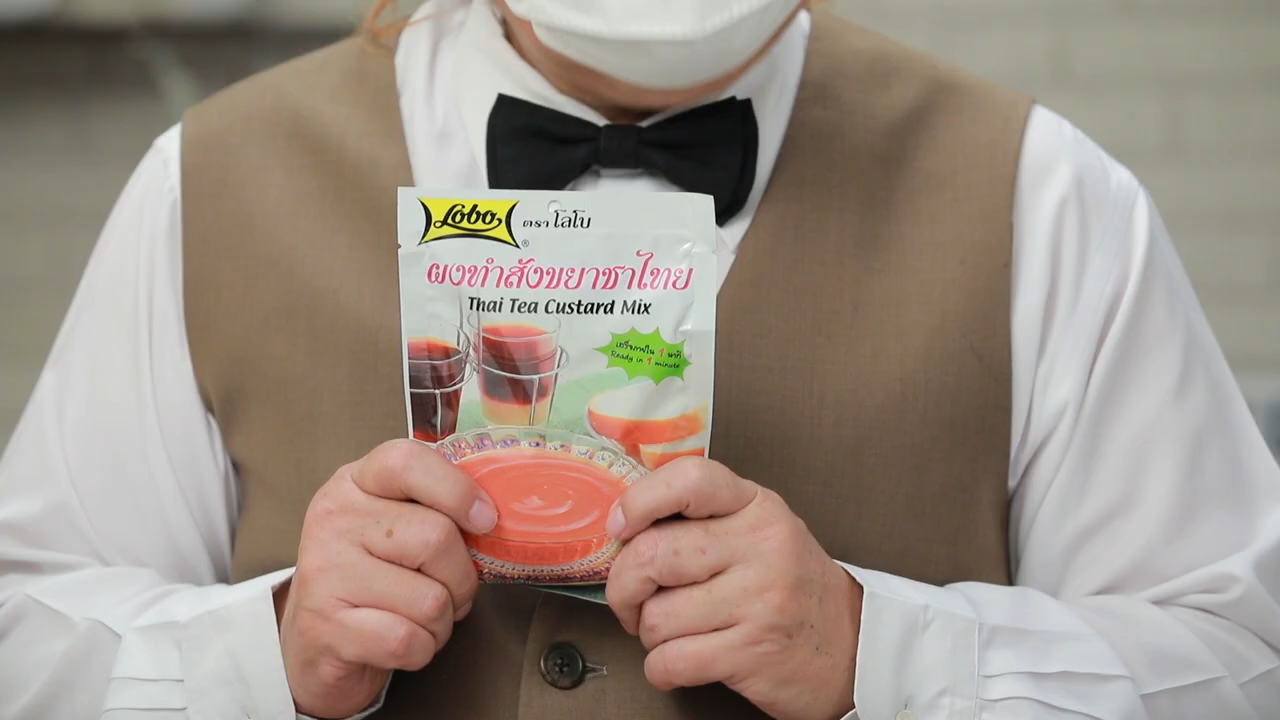 Lobo ® ตรา โลโบ
ผงทำสังขยาชาไทย
Thai Tea Custard Mix
เสร็จภายใน 1 นาที
Ready in 1 minute